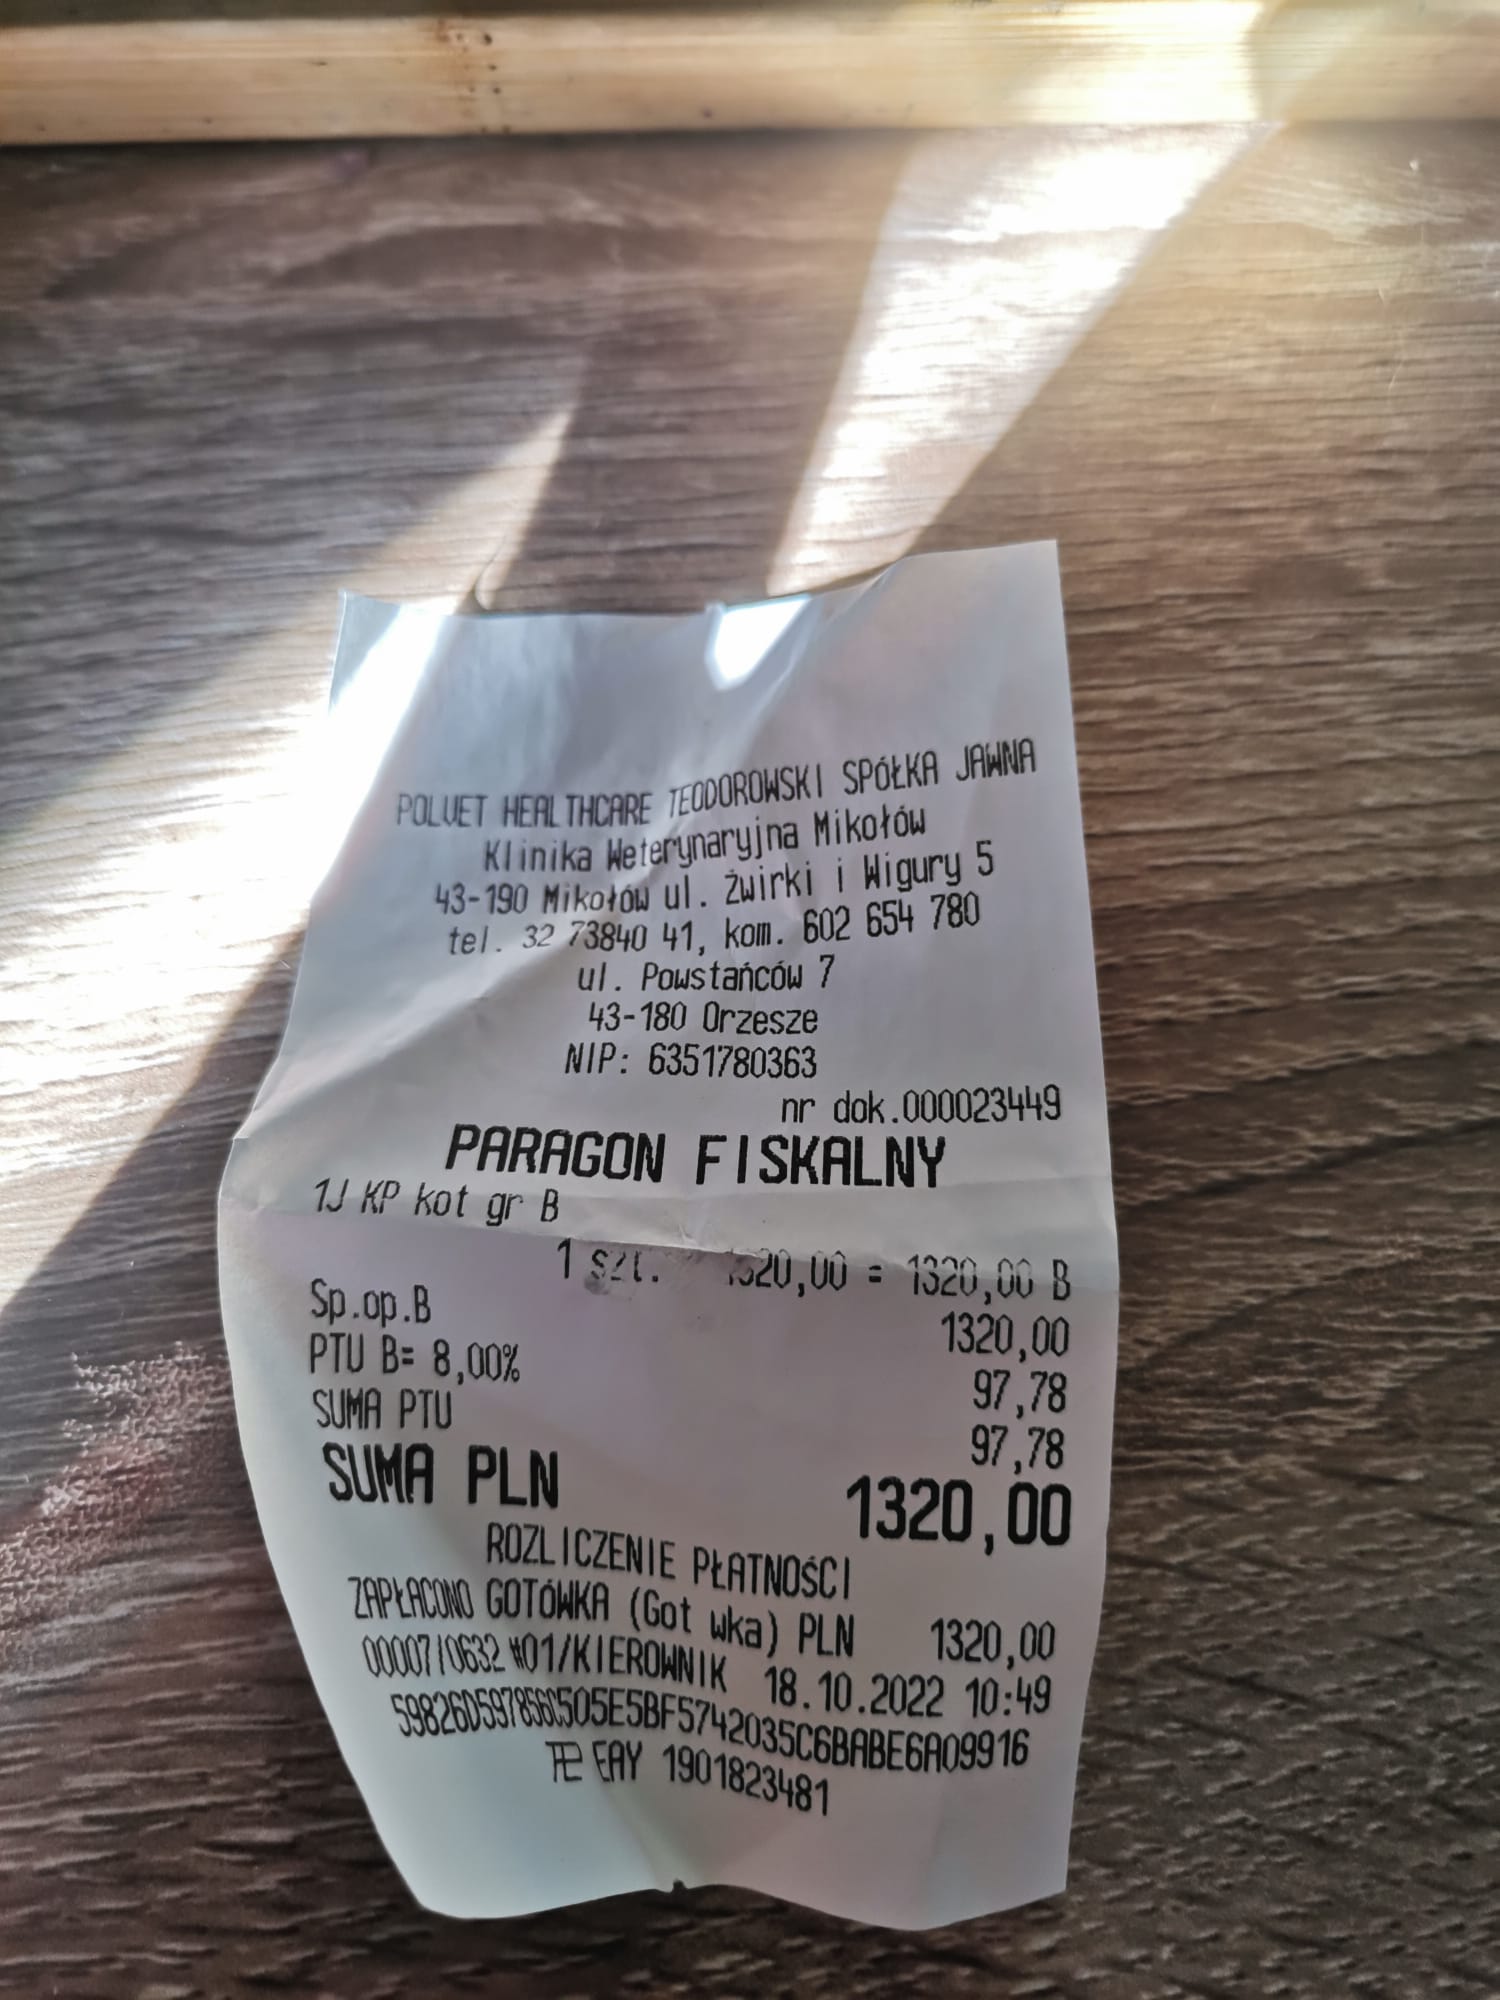 POLVET HEALTHCARE TEODOROWSKI SPÓŁKA JAWNA
Klinika Weterynaryjna Mikołów
43-190 Mikołów ul. Żwirki i Wigury 5
tel. 32 73840 41, kom. 602 654 780
ul. Powstańców 7
43-180 Orzesze
NIP: 6351780363
nr dok.000023449
PARAGON FISKALNY
1J KP kot gr B
1 szt. 1320,00 = 1320,00 B
Sp.op.B 1320,00
PTU B= 8,00% 97,78
SUMA PTU 97,78
SUMA PLN 1320,00
ROZLICZENIE PŁATNOŚCI
ZAPŁACONO GOTÓWKA (Got wka) PLN 1320,00
00007/0632 #01/KIEROWNIK 18.10.2022 10:49
59826D597856C505E5BF5742035C6BABE6A09916
EAY 1901823481